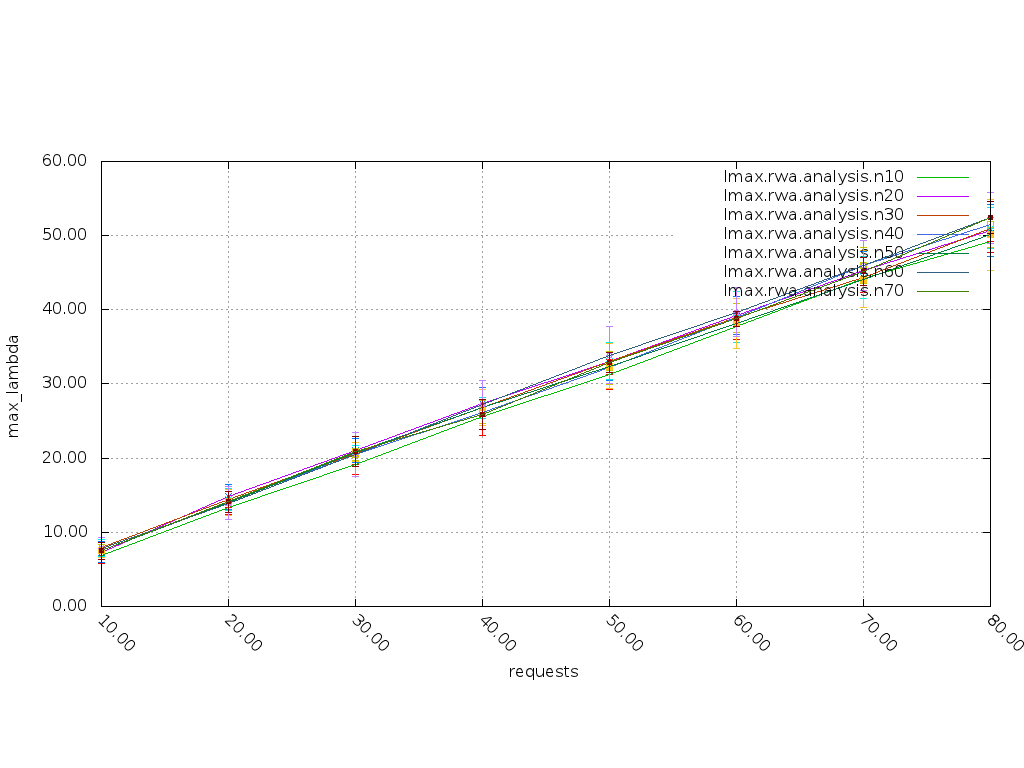 60.00
50.00
40.00
30.00
20.00
10.00
0.00
max_lambda
lmax.rwa.analysis.n10
lmax.rwa.analysis.n20
lmax.rwa.analysis.n30
lmax.rwa.analysis.n40
lmax.rwa.analysis.n50
lmax.rwa.analysis.n60
lmax.rwa.analysis.n70
10.00
20.00
30.00
40.00
50.00
60.00
70.00
80.00
requests